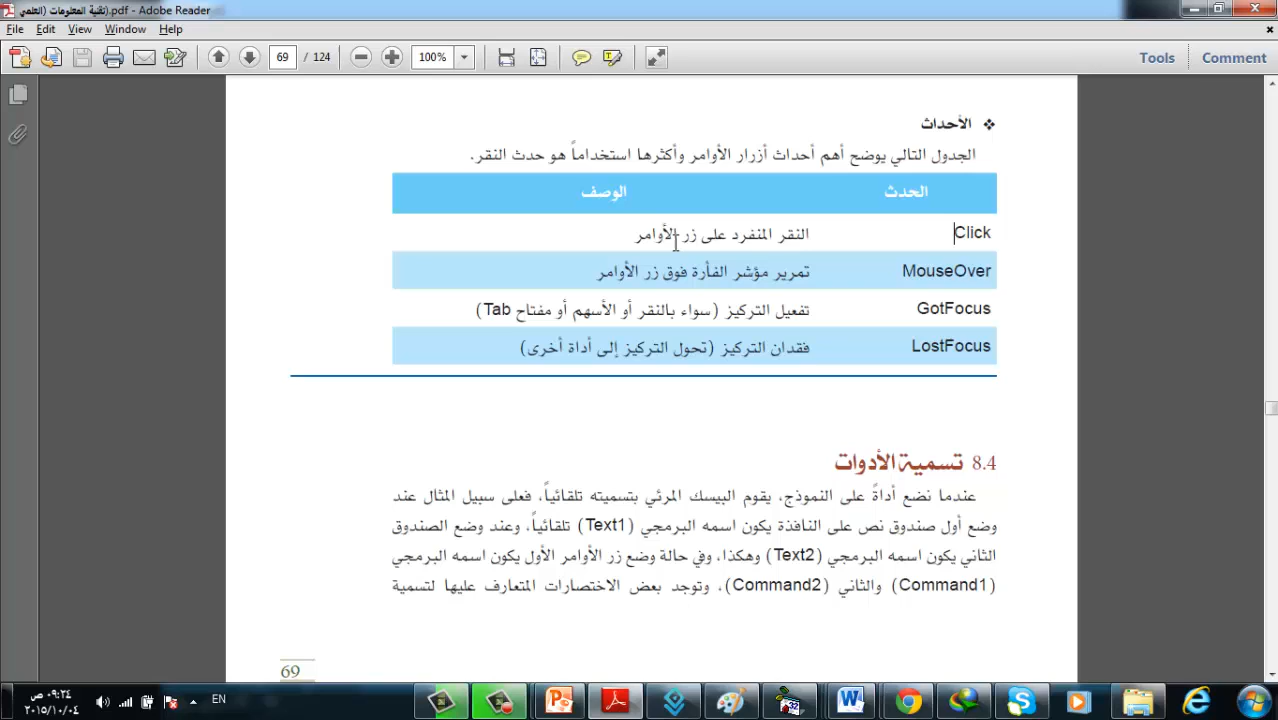 تقنية المعلومات (العلمي).pdf - Adobe Reader
File Edit View Window Help
69 / 124 100% Tools Comment
❖ الأحداث
الجدول التالي يوضح أهم أحداث أزرار الأوامر وأكثرها استخداماً هو حدث النقر.
الحدث الوصف
Click النقر المنفرد على زر الأوامر
MouseOver تمرير مؤشر الفأرة فوق زر الأوامر
GotFocus تفعيل التركيز (سواء بالنقر أو الأسهم أو مفتاح Tab)
LostFocus فقدان التركيز (تحول التركيز إلى أداة أخرى)
8.4 تسمية الأدوات
عندما نضع أداةً على النموذج، يقوم البيسك المرئي بتسميته تلقائياً، فعلى سبيل المثال عند
وضع أول صندوق نص على النافذة يكون اسمه البرمجي (Text1) تلقائياً، وعند وضع الصندوق
الثاني يكون اسمه البرمجي (Text2) وهكذا، وفي حالة وضع زر الأوامر الأول يكون اسمه البرمجي
(Command1) والثاني (Command2)، وتوجد بعض الاختصارات المتعارف عليها لتسمية
69
٠٩:٢٤ ص
EN
٢٠١٥/١٠/٠٤